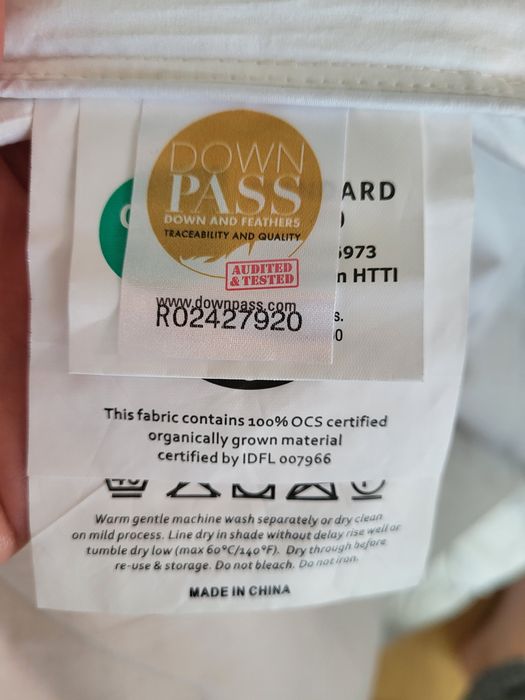 DOWN
PASS
DOWN AND FEATHERS
TRACEABILITY AND QUALITY
AUDITED
& TESTED
www.downpass.com
R02427920
ARD
)
5973
n HTTI
s.
0
This fabric contains 100% OCS certified
organically grown material
certified by IDFL 007966
40
Warm gentle machine wash separately or dry clean
on mild process. Line dry in shade without delay rise well or
tumble dry low (max 60°C/140°F). Dry through before
re-use & storage. Do not bleach. Do not iron.
MADE IN CHINA